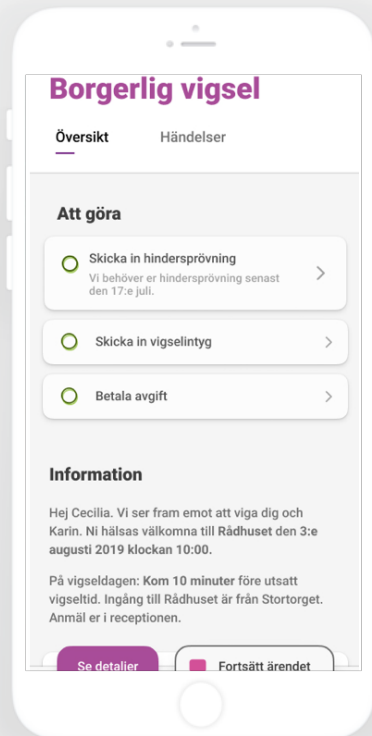 Borgerlig vigsel
Översikt
Händelser
Att göra
Skicka in hindersprövning
Vi behöver er hindersprövning senast
den 17:e juli.
Skicka in vigselintyg
Betala avgift
Information
Hej Cecilia. Vi ser fram emot att viga dig och
Karin. Ni hälsas välkomna till Rådhuset den 3:e
augusti 2019 klockan 10:00.
På vigseldagen: Kom 10 minuter före utsatt
vigseltid. Ingång till Rådhuset är från Stortorget.
Anmäl er i receptionen.
Se detaljer
Fortsätt ärendet